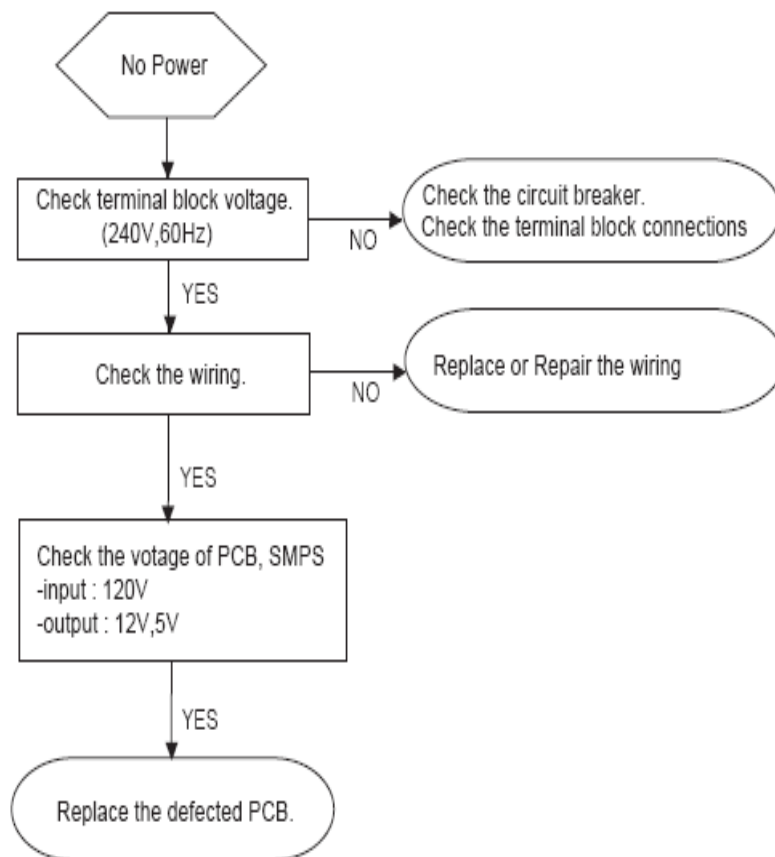 No Power
Check terminal block voltage.
(240V,60Hz)
NO
Check the circuit breaker.
Check the terminal block connections
YES
Check the wiring.
NO
Replace or Repair the wiring
YES
Check the votage of PCB, SMPS
-input : 120V
-output : 12V,5V
YES
Replace the defected PCB.